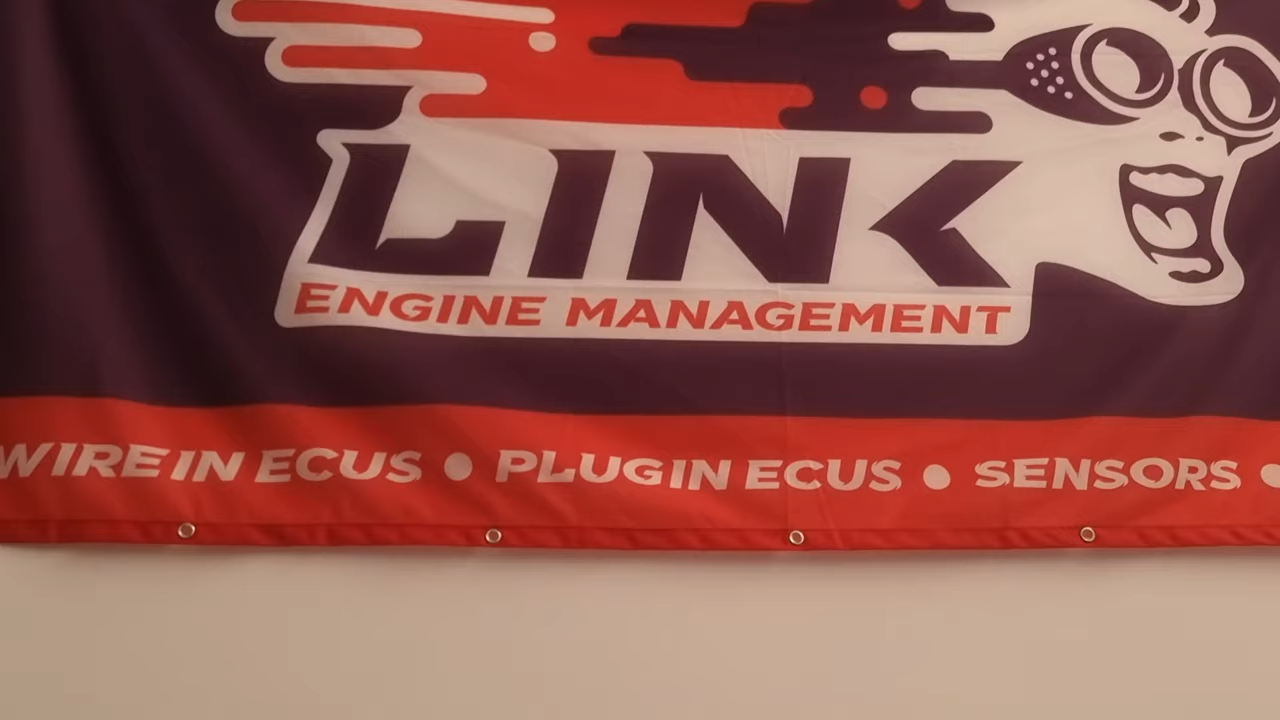 LINK
ENGINE MANAGEMENT
WIRE IN ECUS • PLUGIN ECUS • SENSORS •